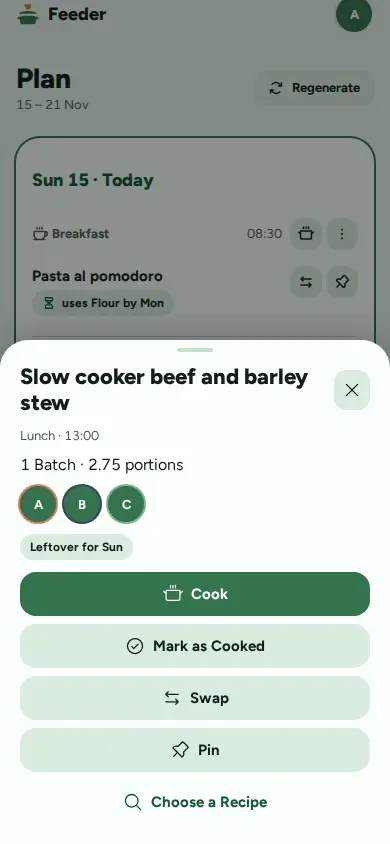 Feeder
A
Plan
15 – 21 Nov
Regenerate
Sun 15 · Today
Breakfast
08:30
Pasta al pomodoro
uses Flour by Mon
Slow cooker beef and barley
stew
Lunch · 13:00
1 Batch · 2.75 portions
A B C
Leftover for Sun
Cook
Mark as Cooked
Swap
Pin
Choose a Recipe